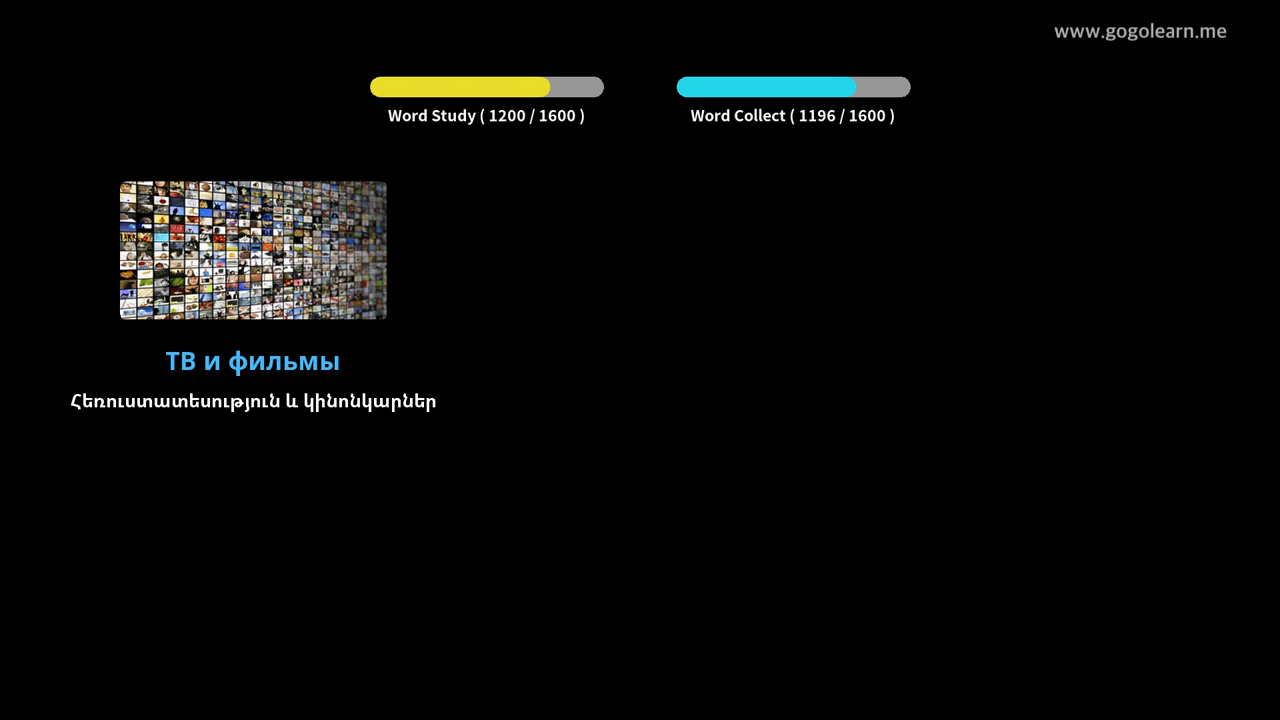 www.gogolearn.me
Word Study ( 1200 / 1600 )
Word Collect ( 1196 / 1600 )
ТВ и фильмы
Հեռուստատեսություն և կինոնկարներ